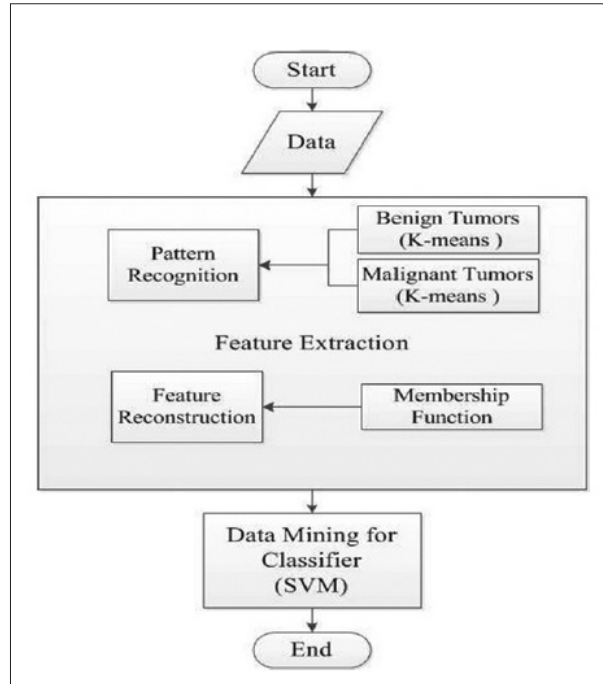 Start
Data
Benign Tumors
(K-means )
Pattern
Recognition
Malignant Tumors
(K-means )
Feature Extraction
Feature
Reconstruction
Membership
Function
Data Mining for
Classifier
(SVM)
End